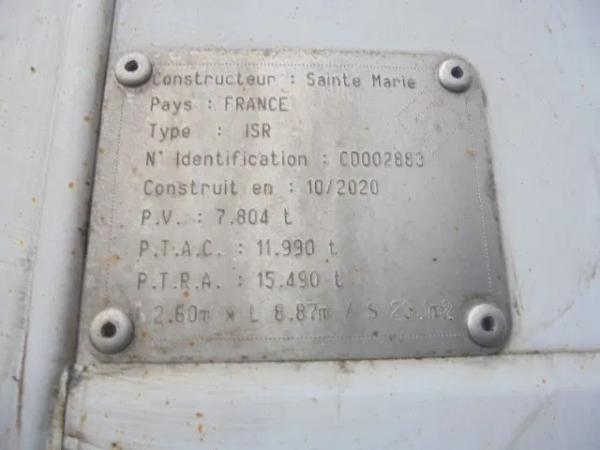 Constructeur : Sainte Marie
Pays : FRANCE
Type : ISR
N° Identification : CD002883
Construit en : 10/2020
P.V. : 7.804 t
P.T.A.C. : 11.990 t
P.T.R.A. : 15.490 t
2.60m * L 8.87m / S